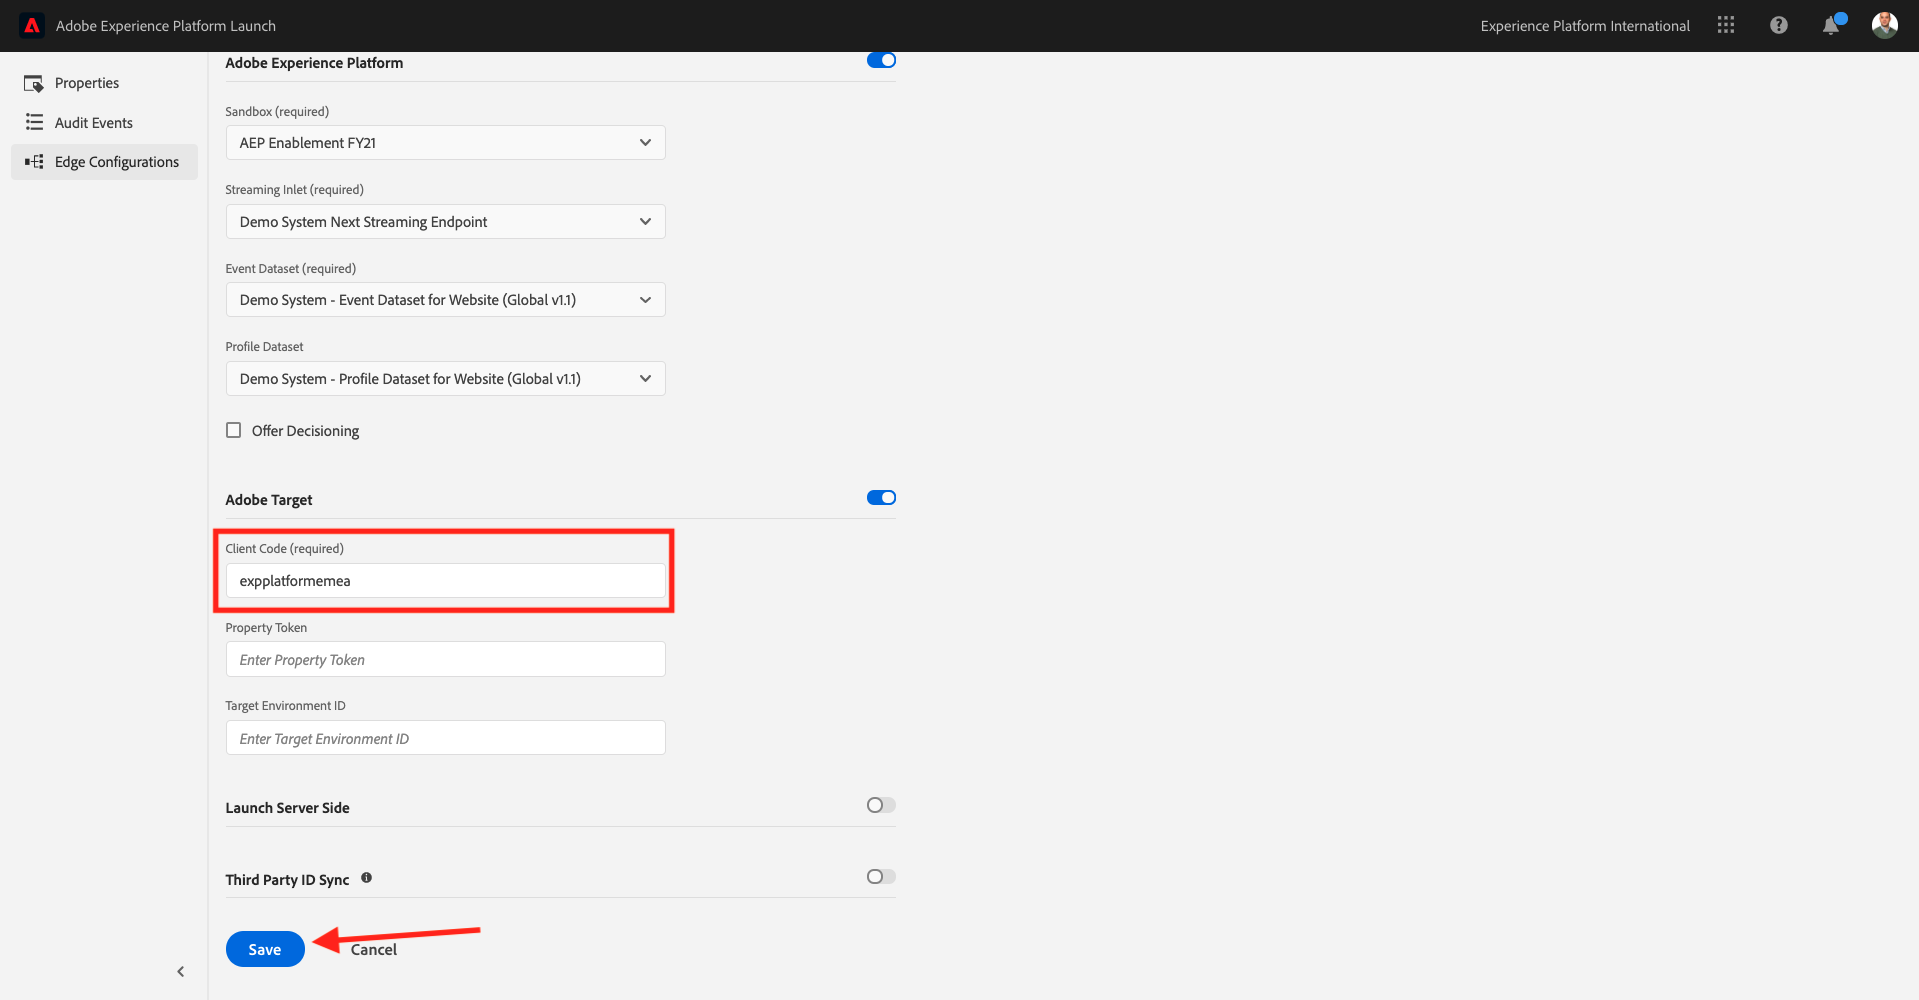 Adobe Experience Platform Launch
Experience Platform International
Properties
Audit Events
Edge Configurations
Adobe Experience Platform
Sandbox (required)
AEP Enablement FY21
Streaming Inlet (required)
Demo System Next Streaming Endpoint
Event Dataset (required)
Demo System - Event Dataset for Website (Global v1.1)
Profile Dataset
Demo System - Profile Dataset for Website (Global v1.1)
Offer Decisioning
Adobe Target
Client Code (required)
expplatformemea
Property Token
Enter Property Token
Target Environment ID
Enter Target Environment ID
Launch Server Side
Third Party ID Sync
Save
Cancel